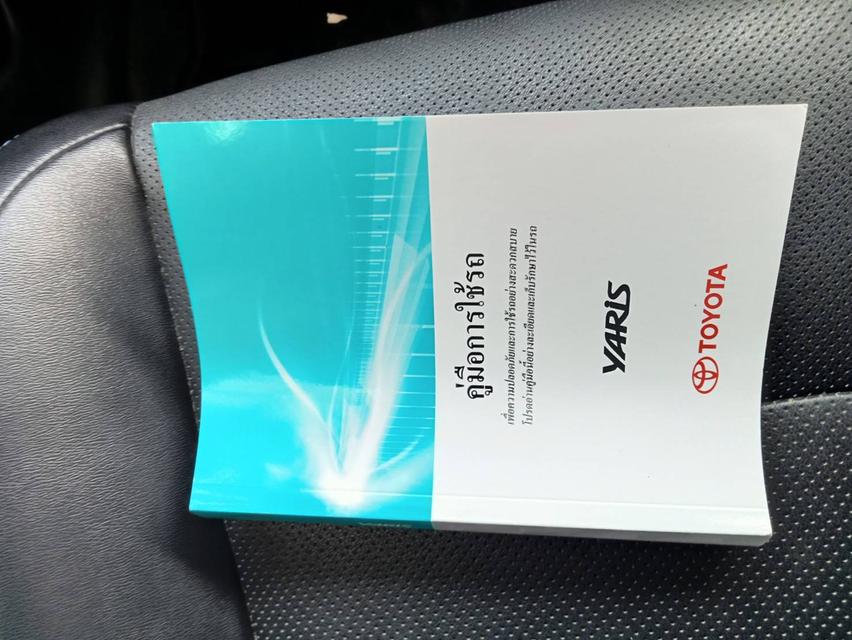 คู่มือการใช้รถ
เพื่อความปลอดภัยและการใช้รถอย่างสะดวกสบาย
โปรดอ่านคู่มือนี้อย่างละเอียดและเก็บรักษาไว้ในรถ
YARIS
TOYOTA
YARIS